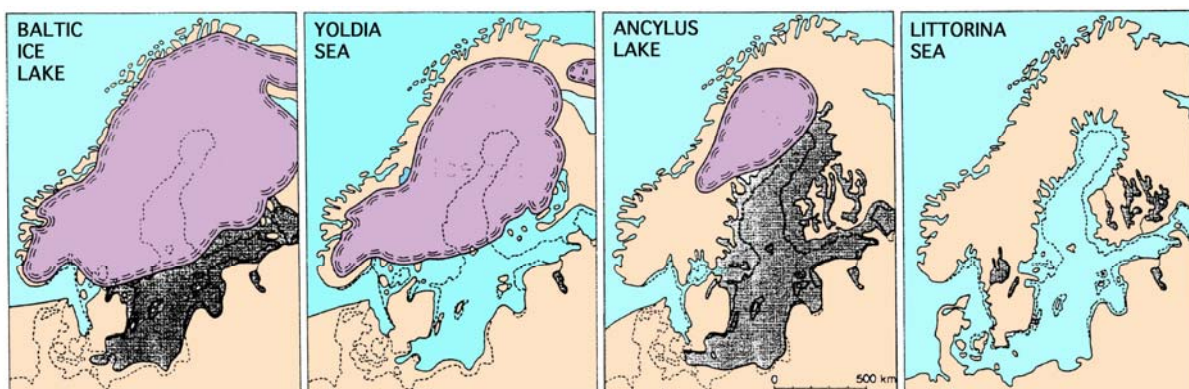 BALTIC
ICE
LAKE
YOLDIA
SEA
ANCYLUS
LAKE
LITTORINA
SEA
0 500 km